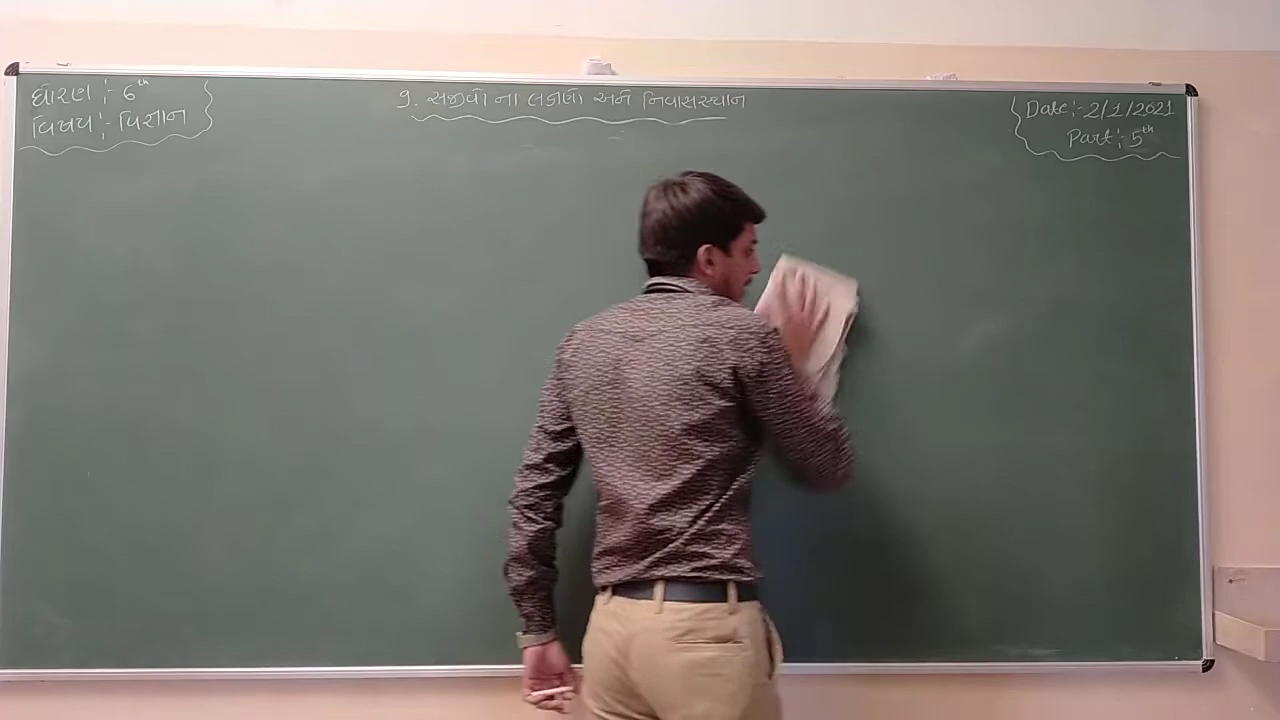 ધોરણ :- 6th
વિષય :- વિજ્ઞાન
9. સજીવો ના લક્ષણો અને નિવાસસ્થાન
Date :- 2/1/2021
Part :- 5th